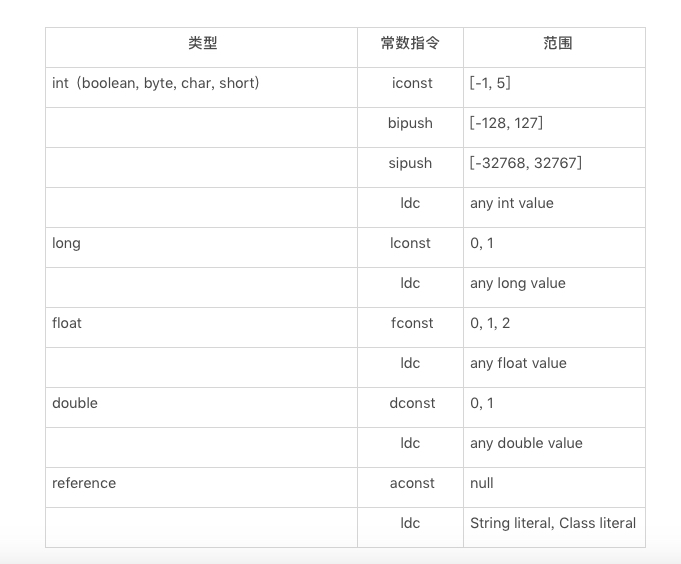 类型 常数指令 范围
int（boolean, byte, char, short） iconst [-1, 5]
bipush [-128, 127]
sipush [-32768, 32767]
ldc any int value
long lconst 0, 1
ldc any long value
float fconst 0, 1, 2
ldc any float value
double dconst 0, 1
ldc any double value
reference aconst null
ldc String literal, Class literal